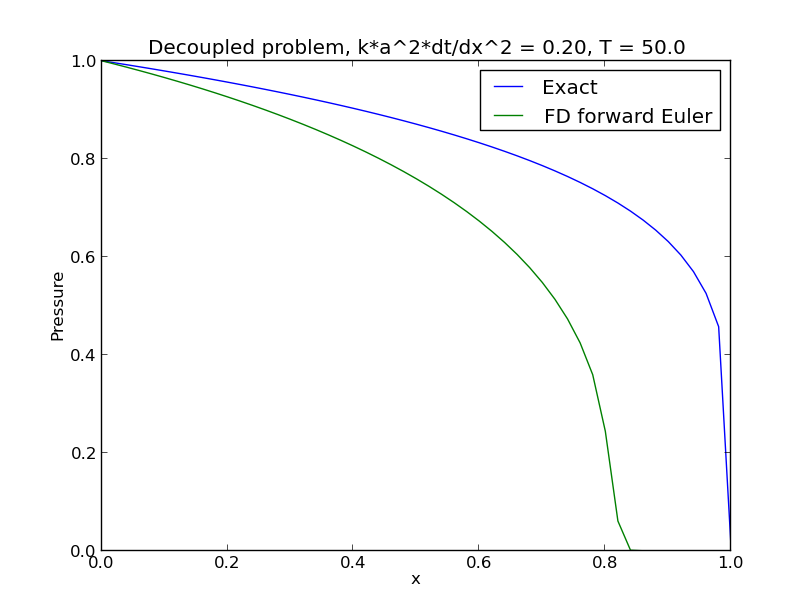 Decoupled problem, k*a^2*dt/dx^2 = 0.20, T = 50.0
1.0
Exact
FD forward Euler
0.8
0.6
Pressure
0.4
0.2
0.0
0.0 0.2 0.4 0.6 0.8 1.0
x